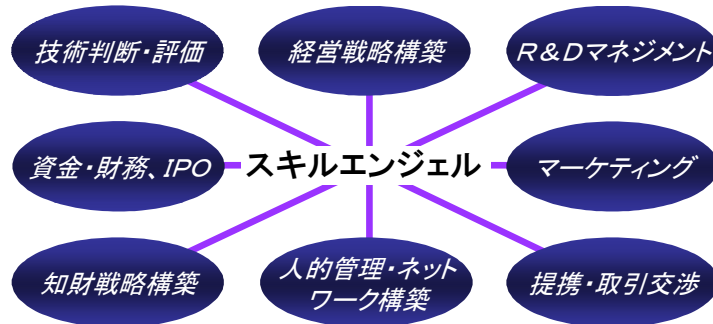 技術判断・評価
経営戦略構築
R&Dマネジメント
資金・財務、IPO
スキルエンジェル
マーケティング
知財戦略構築
人的管理・ネット
ワーク構築
提携・取引交渉